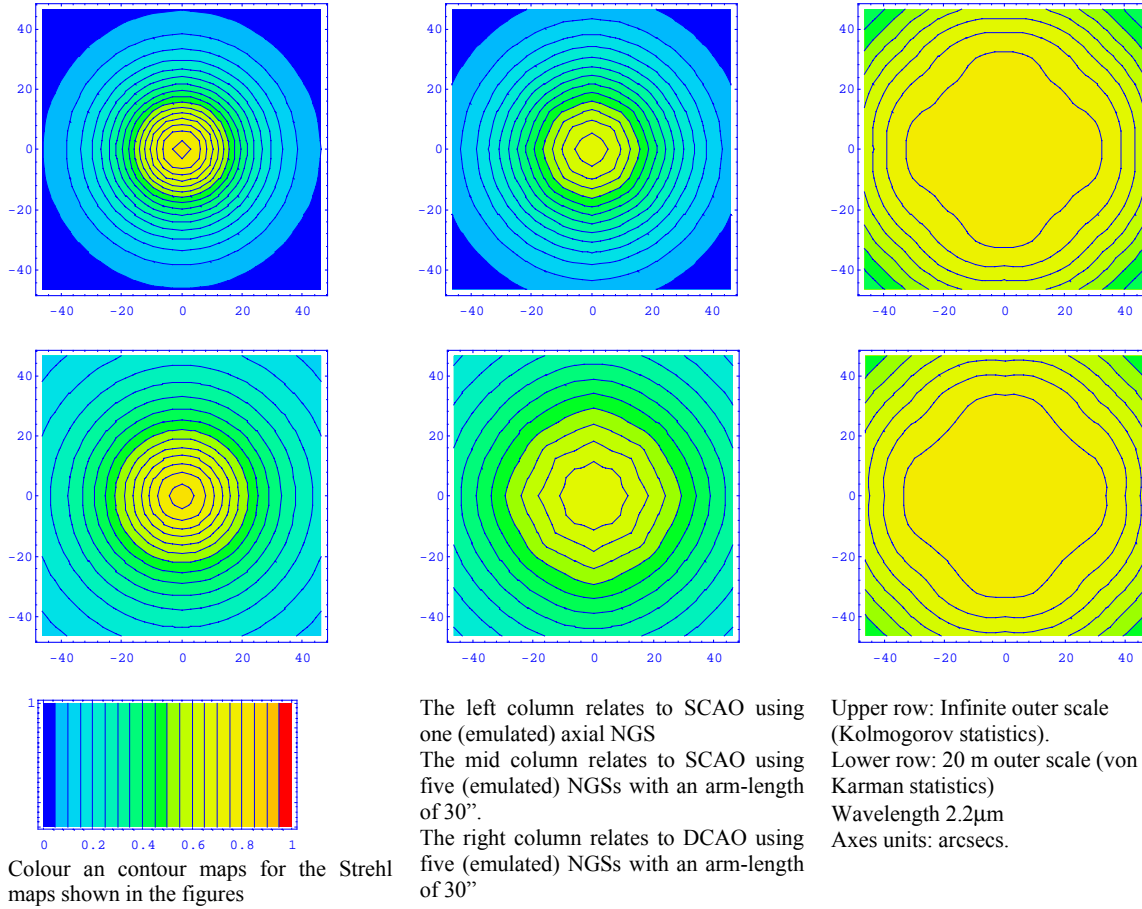 40
20
0
-20
-40
-40 -20 0 20 40
40
20
0
-20
-40
-40 -20 0 20 40
40
20
0
-20
-40
-40 -20 0 20 40
40
20
0
-20
-40
-40 -20 0 20 40
40
20
0
-20
-40
-40 -20 0 20 40
40
20
0
-20
-40
-40 -20 0 20 40
1
0 0.2 0.4 0.6 0.8 1
Colour an contour maps for the Strehl
maps shown in the figures
The left column relates to SCAO using
one (emulated) axial NGS
The mid column relates to SCAO using
five (emulated) NGSs with an arm-length
of 30”.
The right column relates to DCAO using
five (emulated) NGSs with an arm-length
of 30”
Upper row: Infinite outer scale
(Kolmogorov statistics).
Lower row: 20 m outer scale (von
Karman statistics)
Wavelength 2.2μm
Axes units: arcsecs.